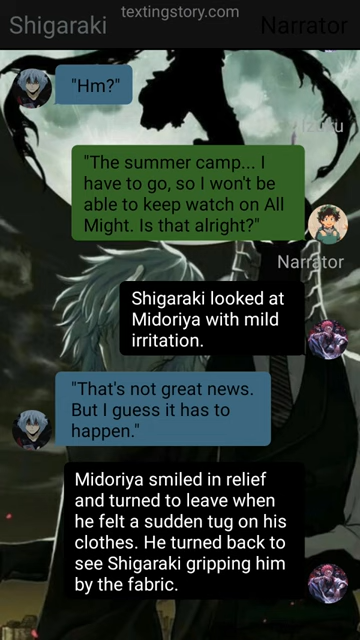 textingstory.com
Shigaraki
Narrator
"Hm?"
Izuku
"The summer camp... I
have to go, so I won't be
able to keep watch on All
Might. Is that alright?"
Narrator
Shigaraki looked at
Midoriya with mild
irritation.
"That's not great news.
But I guess it has to
happen."
Midoriya smiled in relief
and turned to leave when
he felt a sudden tug on his
clothes. He turned back to
see Shigaraki gripping him
by the fabric.